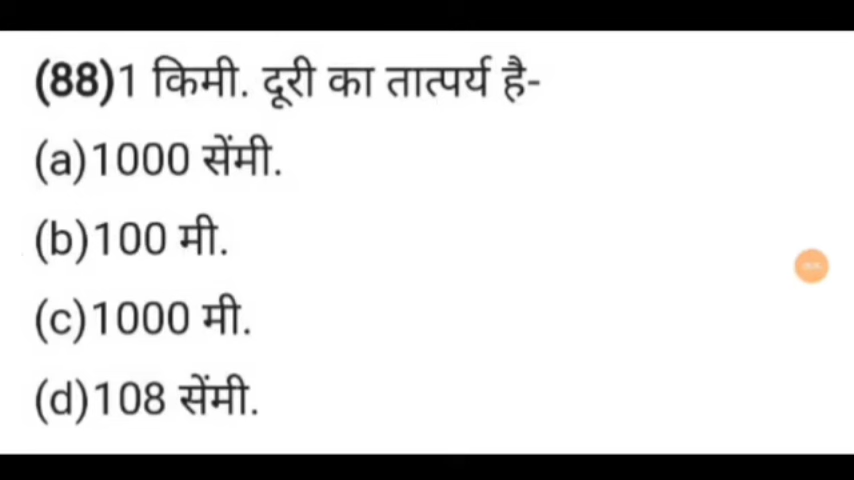 (88)1 किमी. दूरी का तात्पर्य है-
(a)1000 सेंमी.
(b)100 मी.
(c)1000 मी.
(d)108 सेंमी.